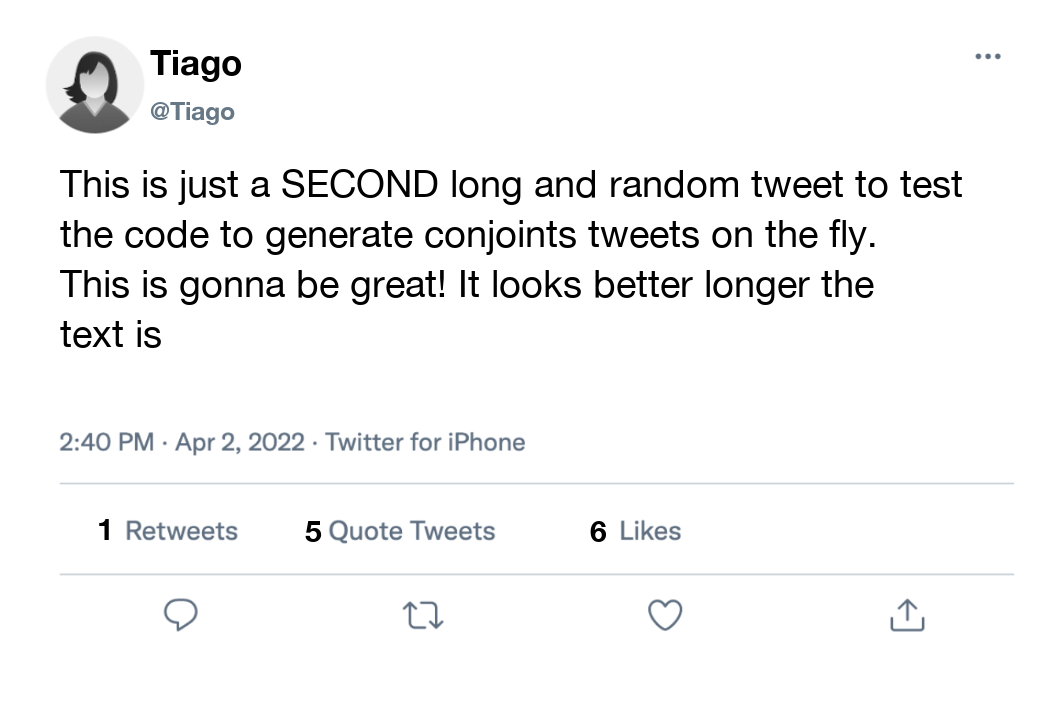 Tiago
@Tiago
This is just a SECOND long and random tweet to test
the code to generate conjoints tweets on the fly.
This is gonna be great! It looks better longer the
text is
2:40 PM · Apr 2, 2022 · Twitter for iPhone
1 Retweets 5 Quote Tweets 6 Likes